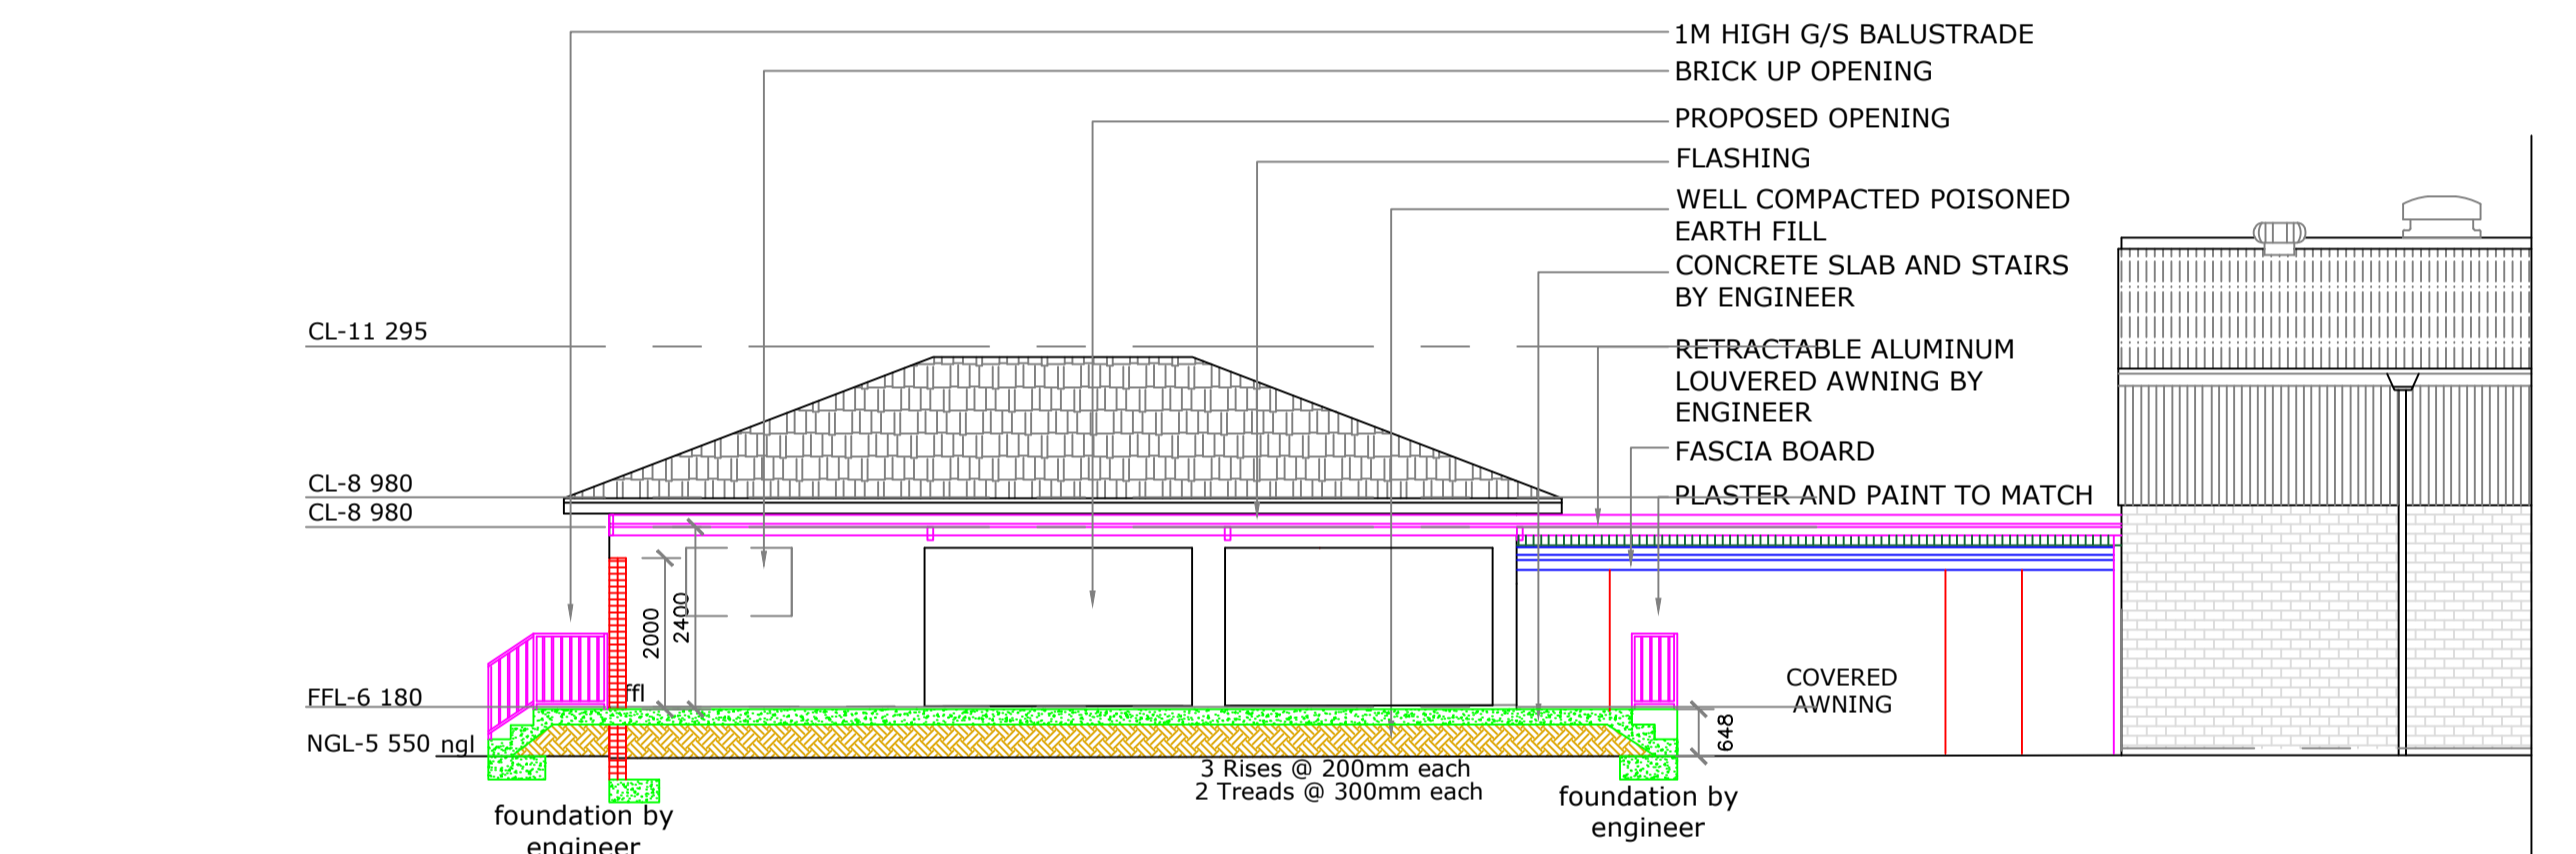 1M HIGH G/S BALUSTRADE
BRICK UP OPENING
PROPOSED OPENING
FLASHING
WELL COMPACTED POISONED
EARTH FILL
CONCRETE SLAB AND STAIRS
BY ENGINEER
RETRACTABLE ALUMINUM
LOUVERED AWNING BY
ENGINEER
FASCIA BOARD
PLASTER AND PAINT TO MATCH
CL-11 295
CL-8 980
CL-8 980
2000
2400
FFL-6 180
ffl
COVERED
AWNING
648
NGL-5 550 ngl
3 Rises @ 200mm each
2 Treads @ 300mm each
foundation by
engineer
foundation by
engineer